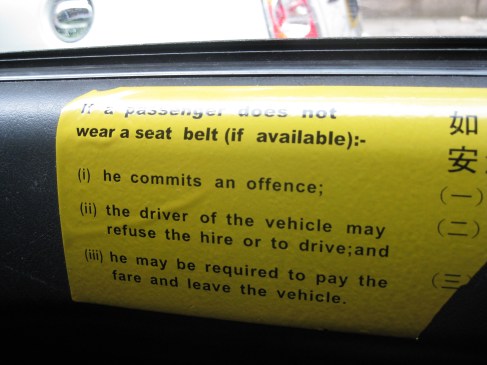 If a passenger does not
wear a seat belt (if available):-
(i) he commits an offence;
(ii) the driver of the vehicle may
refuse the hire or to drive;and
(iii) he may be required to pay the
fare and leave the vehicle.
如
安
(一)
(二)
(三